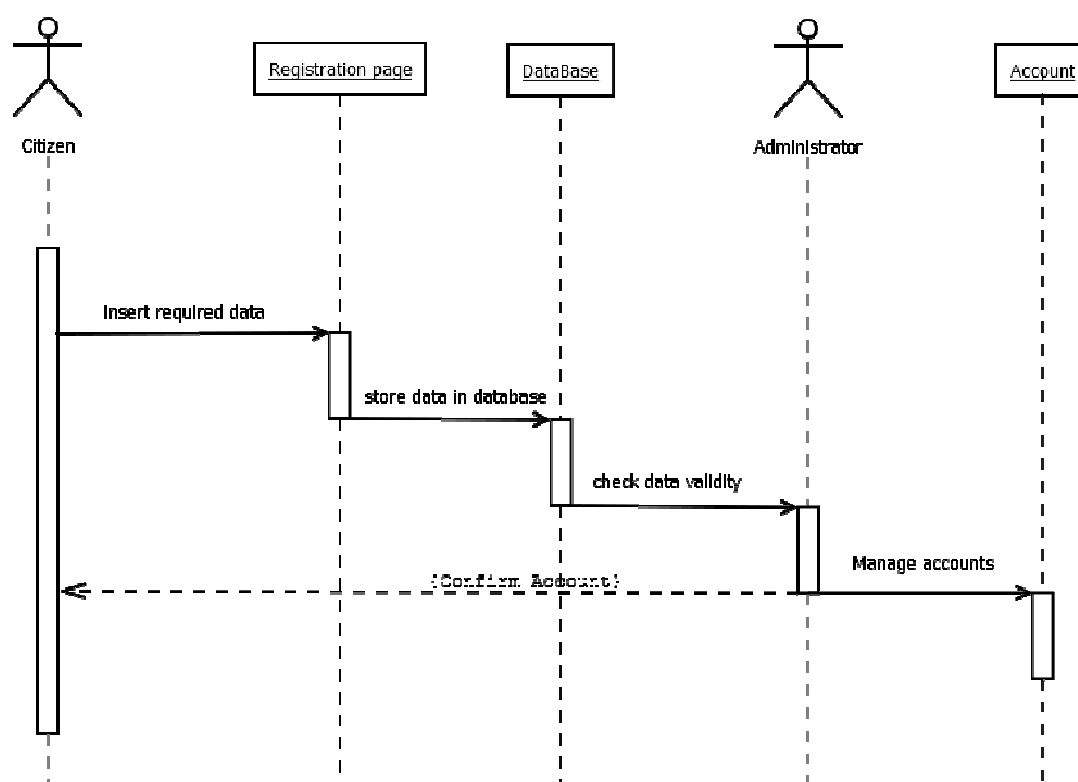 Registration page
DataBase
Account
Citizen
Administrator
Insert required data
store data in database
check data validity
Manage accounts
{Confirm Account}